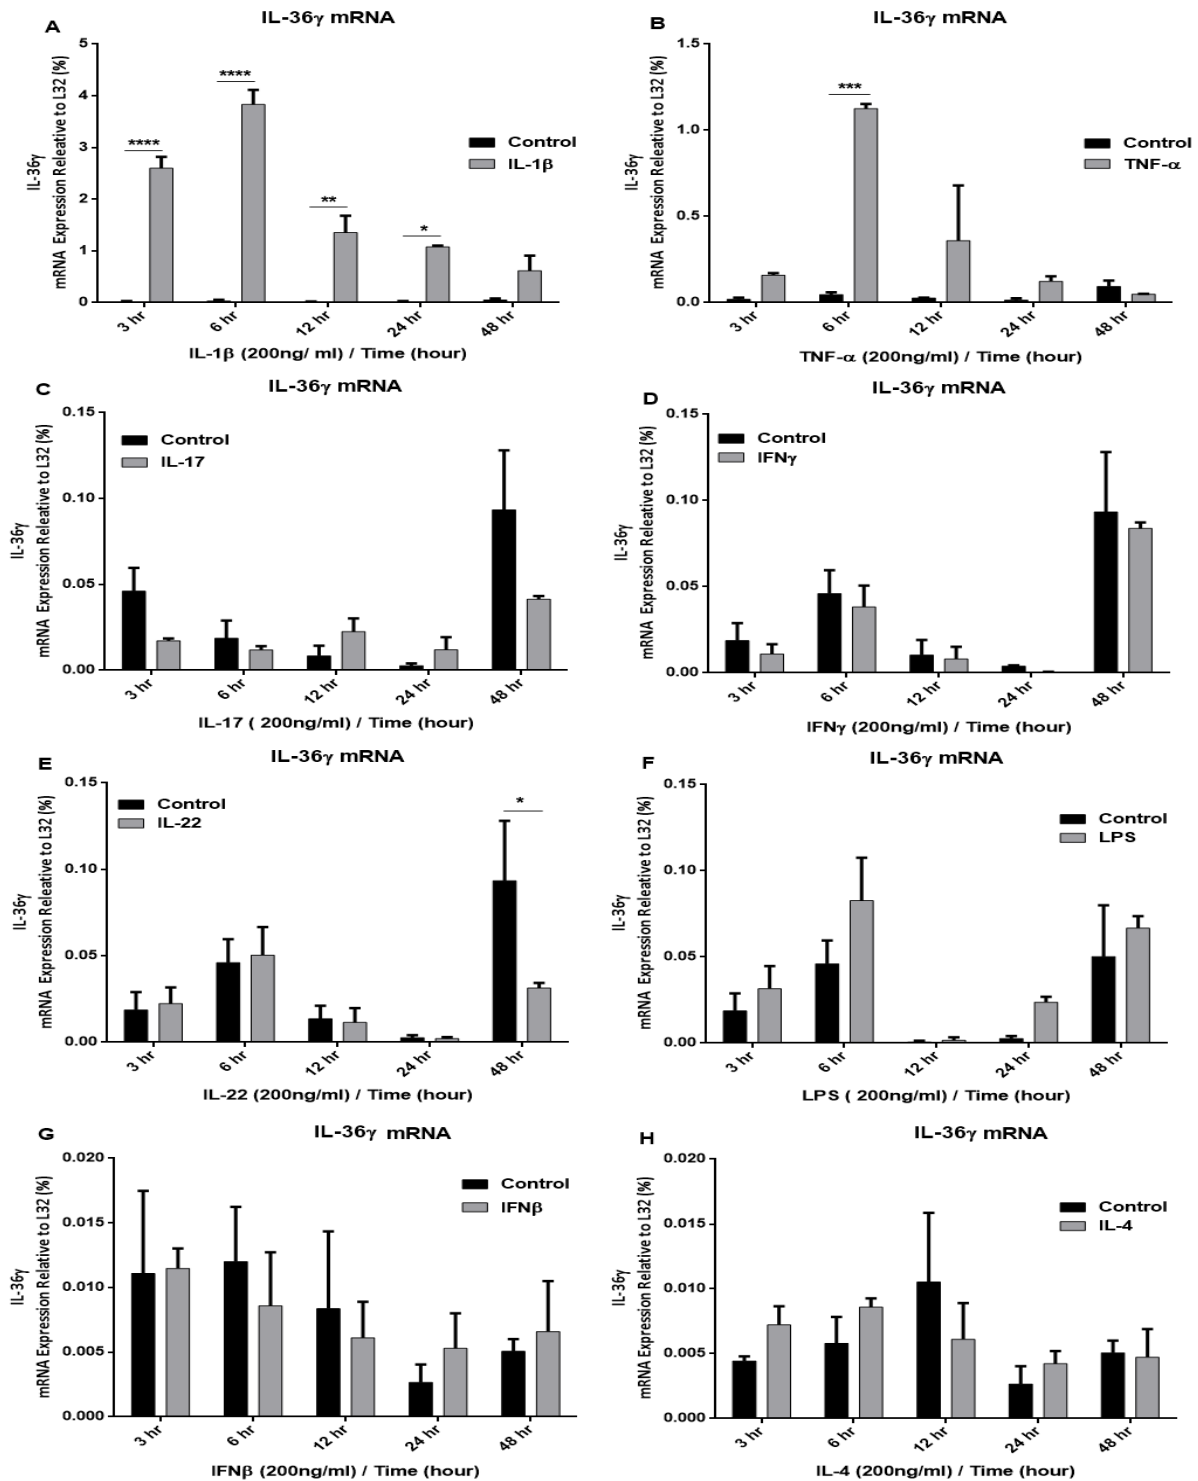 A
IL-36γ mRNA
IL-36γ
mRNA Expression Releative to L32 (%)
5
4
3
2
1
0
****
****
**
*
Control
IL-1β
3 hr
6 hr
12 hr
24 hr
48 hr
IL-1β (200ng/ ml) / Time (hour)
B
IL-36γ mRNA
IL-36γ
mRNA Expression Releative to L32 (%)
1.5
1.0
0.5
0.0
***
Control
TNF-α
3 hr
6 hr
12 hr
24 hr
48 hr
TNF-α (200ng/ml) / Time (hour)
C
IL-36γ mRNA
IL-36γ
mRNA Expression Releative to L32 (%)
0.15
0.10
0.05
0.00
Control
IL-17
3 hr
6 hr
12 hr
24 hr
48 hr
IL-17 ( 200ng/ml) / Time (hour)
D
IL-36γ mRNA
IL-36γ
mRNA Expression Releative to L32 (%)
0.15
0.10
0.05
0.00
Control
IFNγ
3 hr
6 hr
12 hr
24 hr
48 hr
IFNγ (200ng/ml) / Time (hour)
E
IL-36γ mRNA
IL-36γ
mRNA Expression Releative to L32 (%)
0.15
0.10
0.05
0.00
*
Control
IL-22
3 hr
6 hr
12 hr
24 hr
48 hr
IL-22 (200ng/ml) / Time (hour)
F
IL-36γ mRNA
IL-36γ
mRNA Expression Releative to L32 (%)
0.15
0.10
0.05
0.00
Control
LPS
3 hr
6 hr
12 hr
24 hr
48 hr
LPS ( 200ng/ml) / Time (hour)
G
IL-36γ mRNA
IL-36γ
mRNA Expression Relative to L32 (%)
0.020
0.015
0.010
0.005
0.000
Control
IFNβ
3 hr
6 hr
12 hr
24 hr
48 hr
IFNβ (200ng/ml) / Time (hour)
H
IL-36γ mRNA
IL-36γ
mRNA Expression Relative to L32 (%)
0.020
0.015
0.010
0.005
0.000
Control
IL-4
3 hr
6 hr
12 hr
24 hr
48 hr
IL-4 (200ng/ml) / Time (hour)